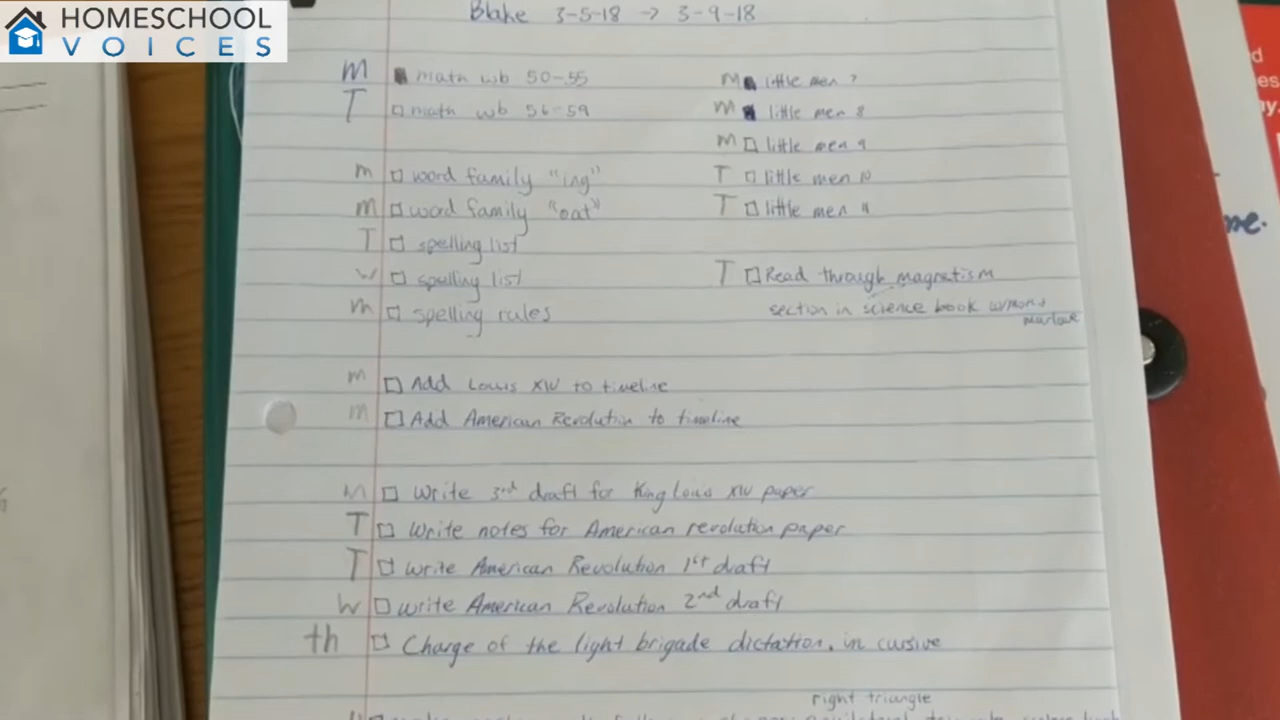 HOMESCHOOL
VOICES
Blake 3-5-18 → 3-9-18
M math wb 50-55
T math wb 56-59
M word family "ing"
M word family "oat"
T spelling list
W spelling list
M spelling rules
M Add Louis XIV to timeline
M Add American Revolution to timeline
M Write 3rd draft for King Louis XIV paper
T Write notes for American revolution paper
T Write American Revolution 1st draft
W write American Revolution 2nd draft
th Charge of the light brigade dictation, in cursive
M little men 7
M little men 8
M little men 9
T little men 10
T little men 11
T Read through magnetism
section in science book w/mom +
right triangle
me.